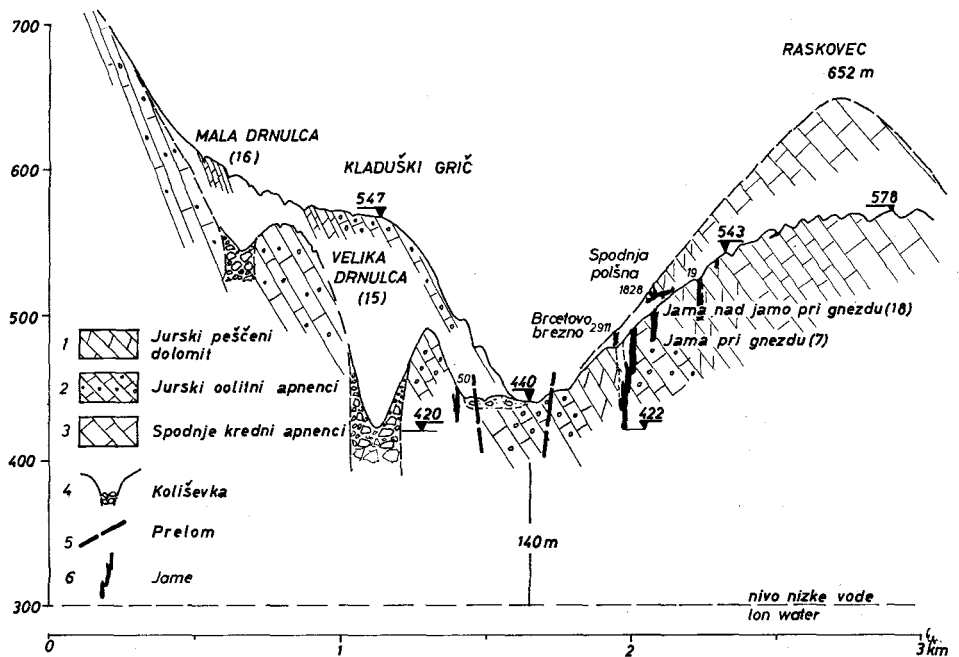 700
600
500
400
300
RASKOVEC
652 m
MALA DRNULCA
(16)
KLADUŠKI GRIČ
547
578
543
VELIKA
DRNULCA
(15)
Spodnja
polšna
1828
19
Brcetovo
brezno 2911
Jama nad jamo pri gnezdu (18)
Jama pri gnezdu (7)
50
440
420
422
1 Jurski peščeni
dolomit
2 Jurski oolitni apnenci
3 Spodnje kredni apnenci
4 Koliševka
5 Prelom
6 Jame
140 m
nivo nizke vode
lon water
0
1
2
3
km